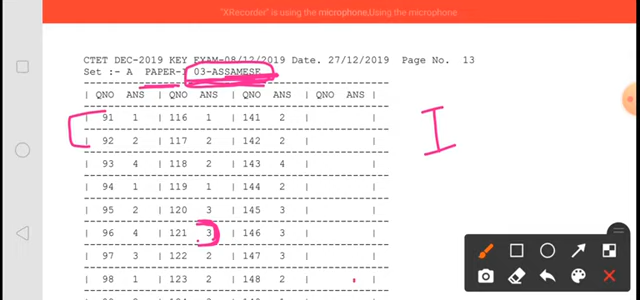 "XRecorder" is using the microphone,Using the microphone
CTET DEC-2019 KEY EXAM-08/12/2019 Date. 27/12/2019 Page No. 13
Set :- A PAPER-I 03-ASSAMESE
| QNO ANS | QNO ANS | QNO ANS | QNO ANS |
| 91 1 | 116 1 | 141 2 | |
| 92 2 | 117 2 | 142 2 | |
| 93 4 | 118 2 | 143 4 | |
| 94 1 | 119 1 | 144 2 | |
| 95 2 | 120 3 | 145 3 | |
| 96 4 | 121 3 | 146 3 | |
| 97 3 | 122 2 | 147 3 | |
| 98 1 | 123 2 | 148 2 | |
I